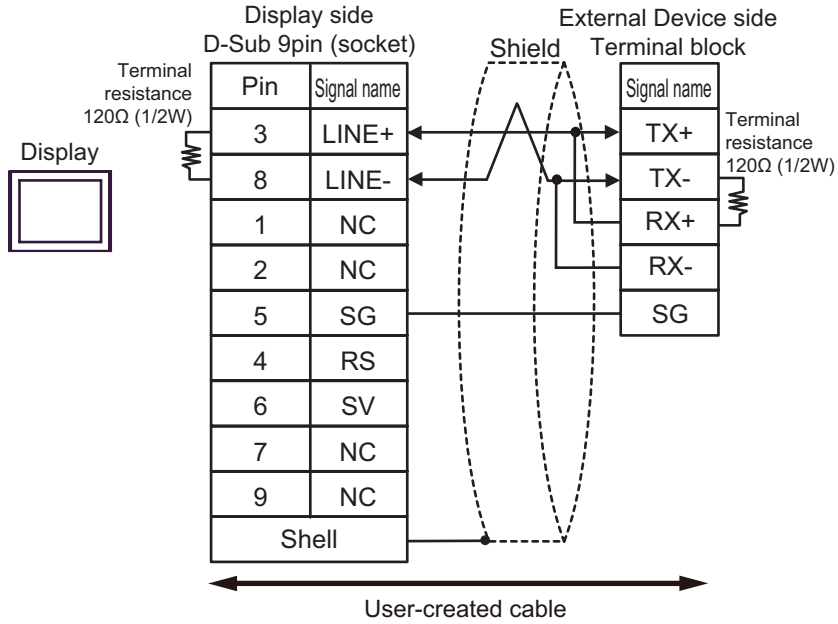 Display side
D-Sub 9pin (socket)
Shield
External Device side
Terminal block
Terminal
resistance
120Ω (1/2W)
Display
Pin Signal name
3 LINE+
8 LINE-
1 NC
2 NC
5 SG
4 RS
6 SV
7 NC
9 NC
Shell
Signal name
TX+
TX-
RX+
RX-
SG
Terminal
resistance
120Ω (1/2W)
User-created cable